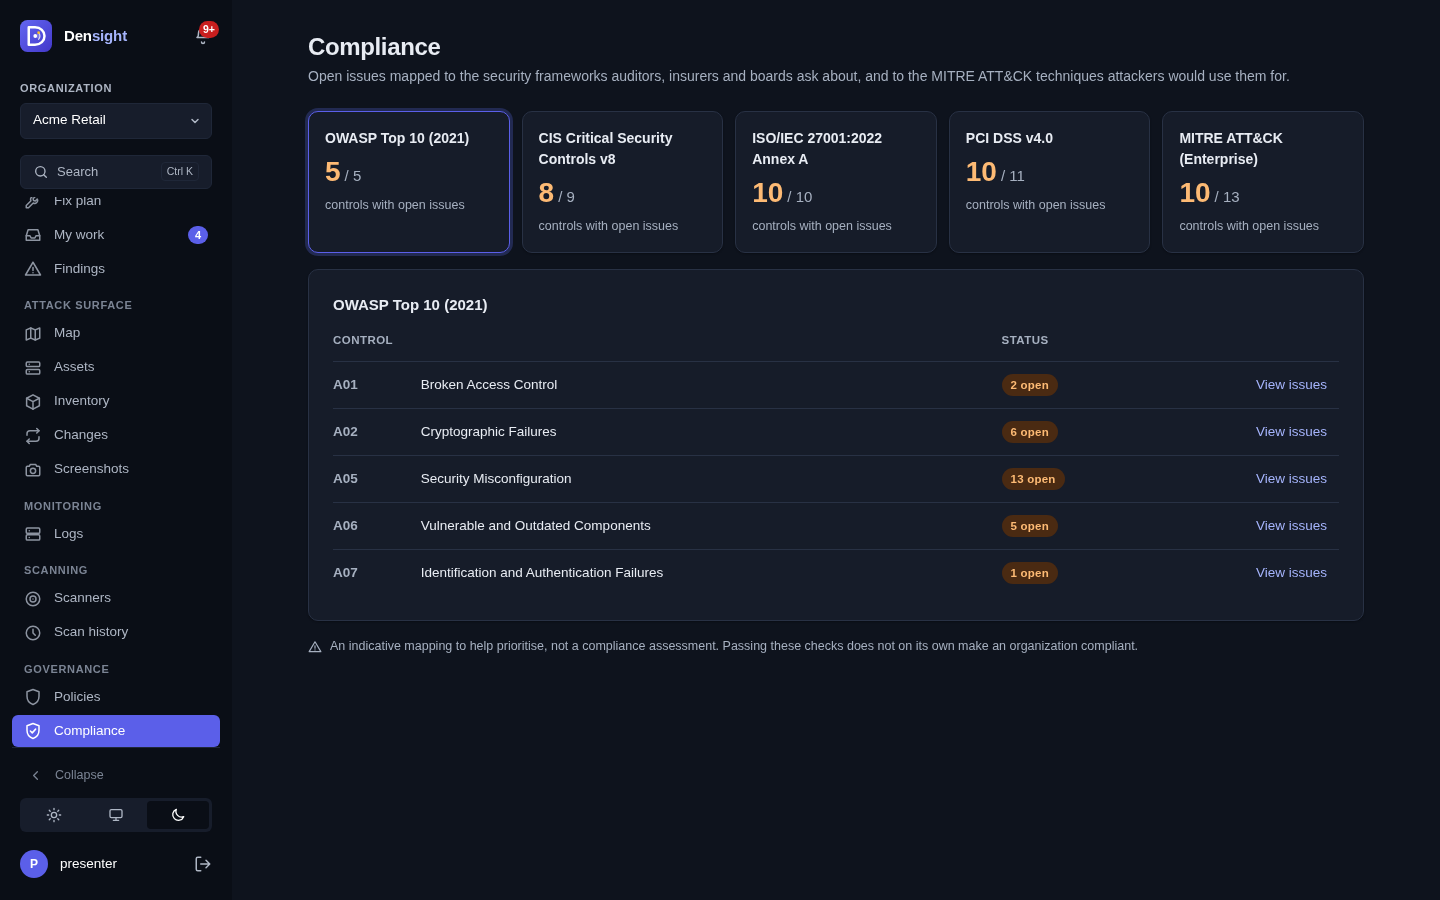 Densight
9+
ORGANIZATION
Acme Retail
Search Ctrl K
Fix plan
My work 4
Findings
ATTACK SURFACE
Map
Assets
Inventory
Changes
Screenshots
MONITORING
Logs
SCANNING
Scanners
Scan history
GOVERNANCE
Policies
Compliance
Collapse
P presenter
Compliance
Open issues mapped to the security frameworks auditors, insurers and boards ask about, and to the MITRE ATT&CK techniques attackers would use them for.
OWASP Top 10 (2021)
5 / 5
controls with open issues
CIS Critical Security
Controls v8
8 / 9
controls with open issues
ISO/IEC 27001:2022
Annex A
10 / 10
controls with open issues
PCI DSS v4.0
10 / 11
controls with open issues
MITRE ATT&CK
(Enterprise)
10 / 13
controls with open issues
OWASP Top 10 (2021)
CONTROL STATUS
A01 Broken Access Control 2 open View issues
A02 Cryptographic Failures 6 open View issues
A05 Security Misconfiguration 13 open View issues
A06 Vulnerable and Outdated Components 5 open View issues
A07 Identification and Authentication Failures 1 open View issues
An indicative mapping to help prioritise, not a compliance assessment. Passing these checks does not on its own make an organization compliant.